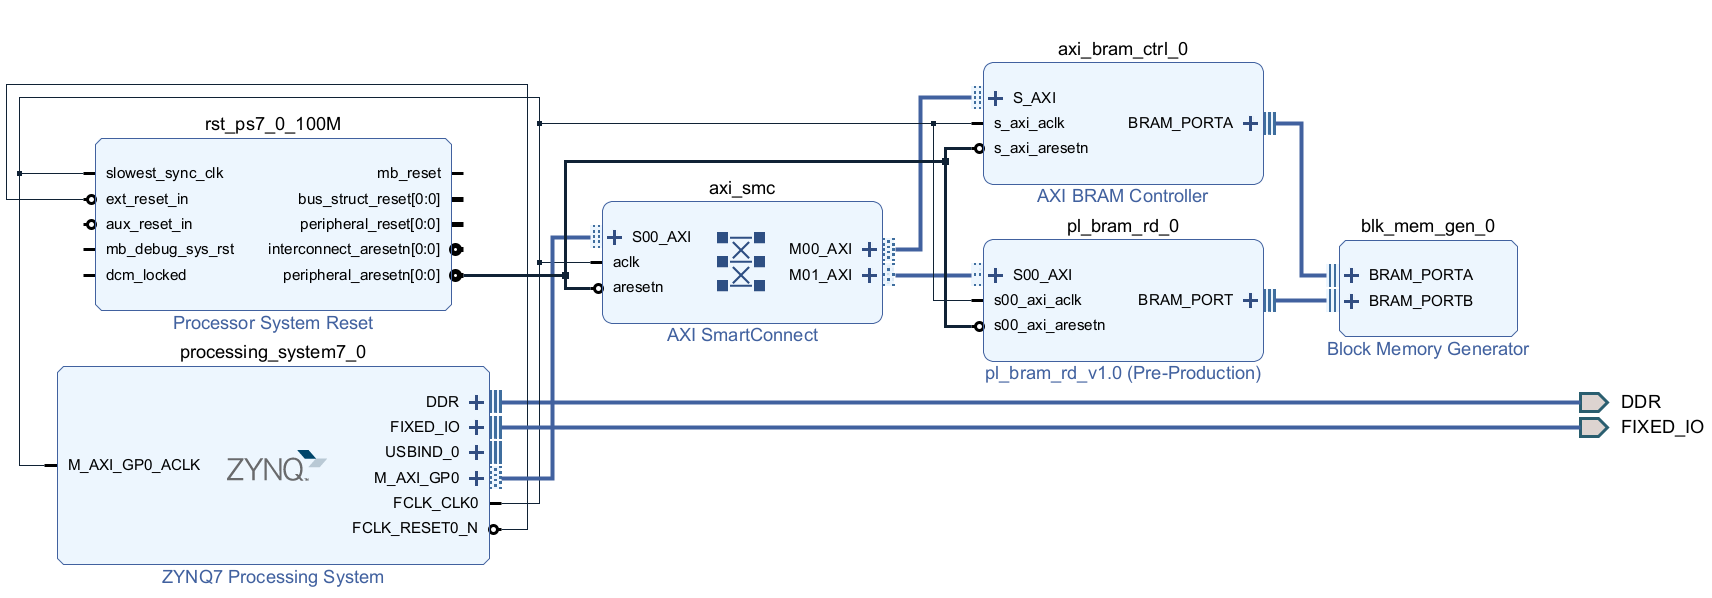 axi_bram_ctrl_0
S_AXI
s_axi_aclk
s_axi_aresetn
BRAM_PORTA
AXI BRAM Controller
rst_ps7_0_100M
slowest_sync_clk
ext_reset_in
aux_reset_in
mb_debug_sys_rst
dcm_locked
mb_reset
bus_struct_reset[0:0]
peripheral_reset[0:0]
interconnect_aresetn[0:0]
peripheral_aresetn[0:0]
Processor System Reset
axi_smc
S00_AXI
aclk
aresetn
M00_AXI
M01_AXI
AXI SmartConnect
pl_bram_rd_0
S00_AXI
s00_axi_aclk
s00_axi_aresetn
BRAM_PORT
pl_bram_rd_v1.0 (Pre-Production)
blk_mem_gen_0
BRAM_PORTA
BRAM_PORTB
Block Memory Generator
processing_system7_0
M_AXI_GP0_ACLK
ZYNQ
DDR
FIXED_IO
USBIND_0
M_AXI_GP0
FCLK_CLK0
FCLK_RESET0_N
ZYNQ7 Processing System
DDR
FIXED_IO